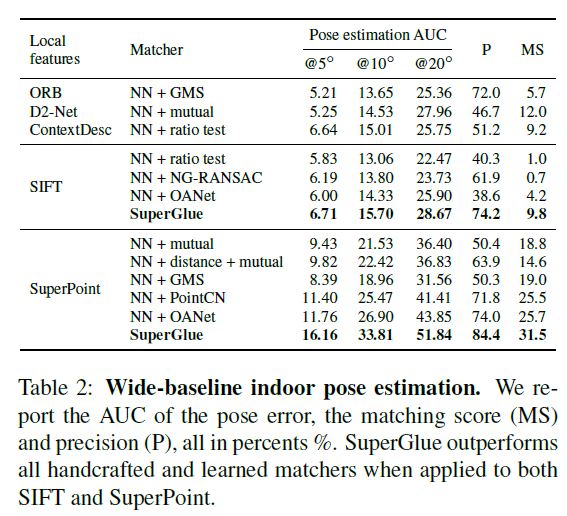 Local features Matcher Pose estimation AUC P MS
@5° @10° @20°
ORB NN + GMS 5.21 13.65 25.36 72.0 5.7
D2-Net NN + mutual 5.25 14.53 27.96 46.7 12.0
ContextDesc NN + ratio test 6.64 15.01 25.75 51.2 9.2
SIFT NN + ratio test 5.83 13.06 22.47 40.3 1.0
NN + NG-RANSAC 6.19 13.80 23.73 61.9 0.7
NN + OANet 6.00 14.33 25.90 38.6 4.2
SuperGlue 6.71 15.70 28.67 74.2 9.8
SuperPoint NN + mutual 9.43 21.53 36.40 50.4 18.8
NN + distance + mutual 9.82 22.42 36.83 63.9 14.6
NN + GMS 8.39 18.96 31.56 50.3 19.0
NN + PointCN 11.40 25.47 41.41 71.8 25.5
NN + OANet 11.76 26.90 43.85 74.0 25.7
SuperGlue 16.16 33.81 51.84 84.4 31.5
Table 2: Wide-baseline indoor pose estimation. We re-
port the AUC of the pose error, the matching score (MS)
and precision (P), all in percents %. SuperGlue outperforms
all handcrafted and learned matchers when applied to both
SIFT and SuperPoint.